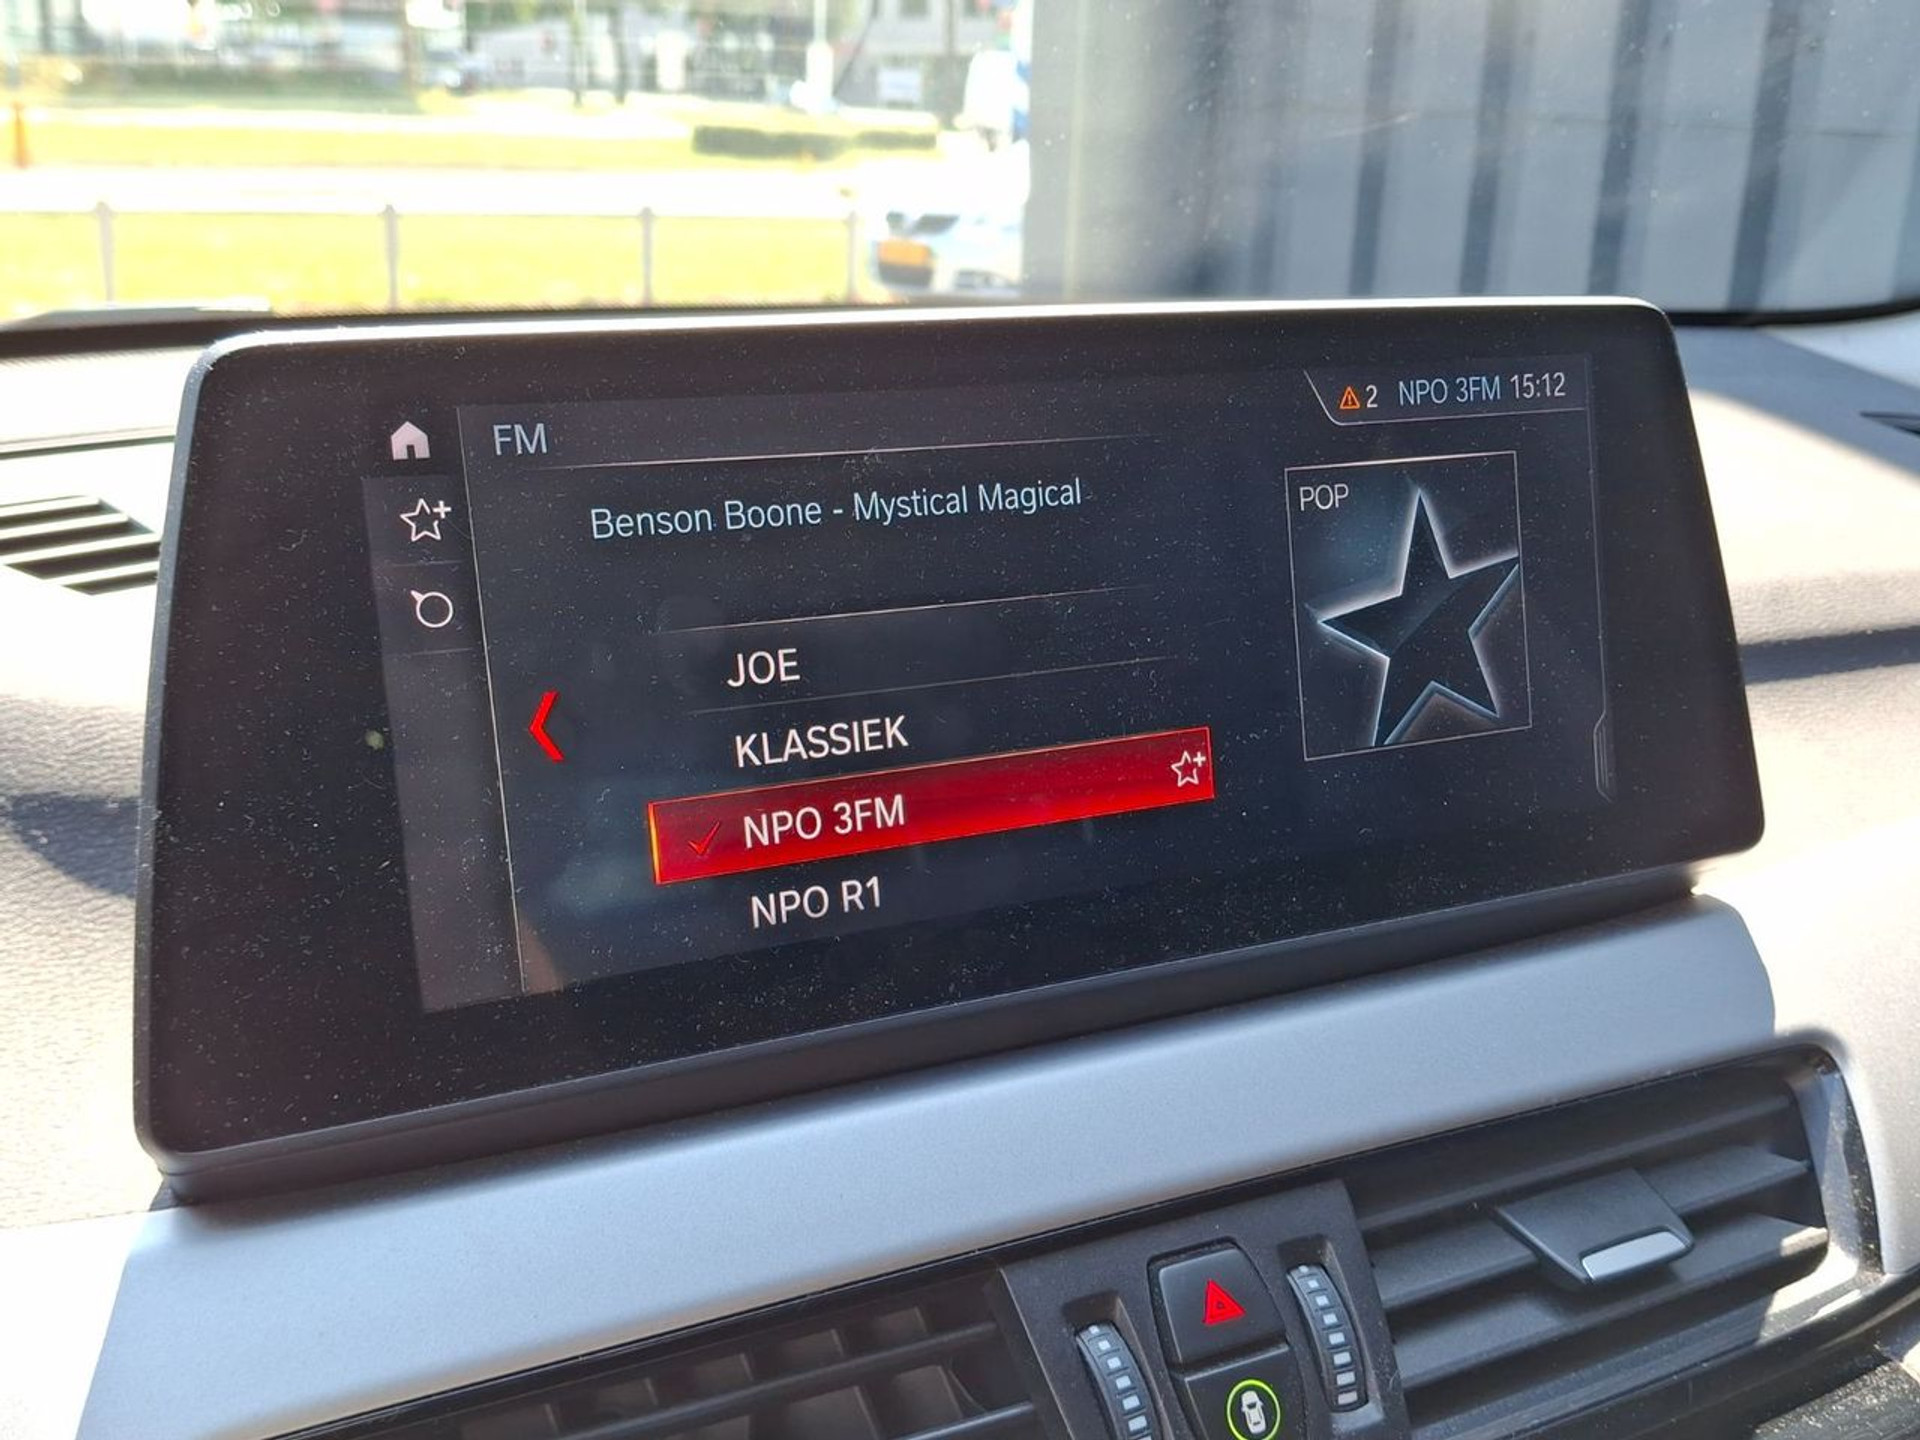 2 NPO 3FM 15:12
FM
Benson Boone - Mystical Magical
POP
JOE
KLASSIEK
NPO 3FM
NPO R1